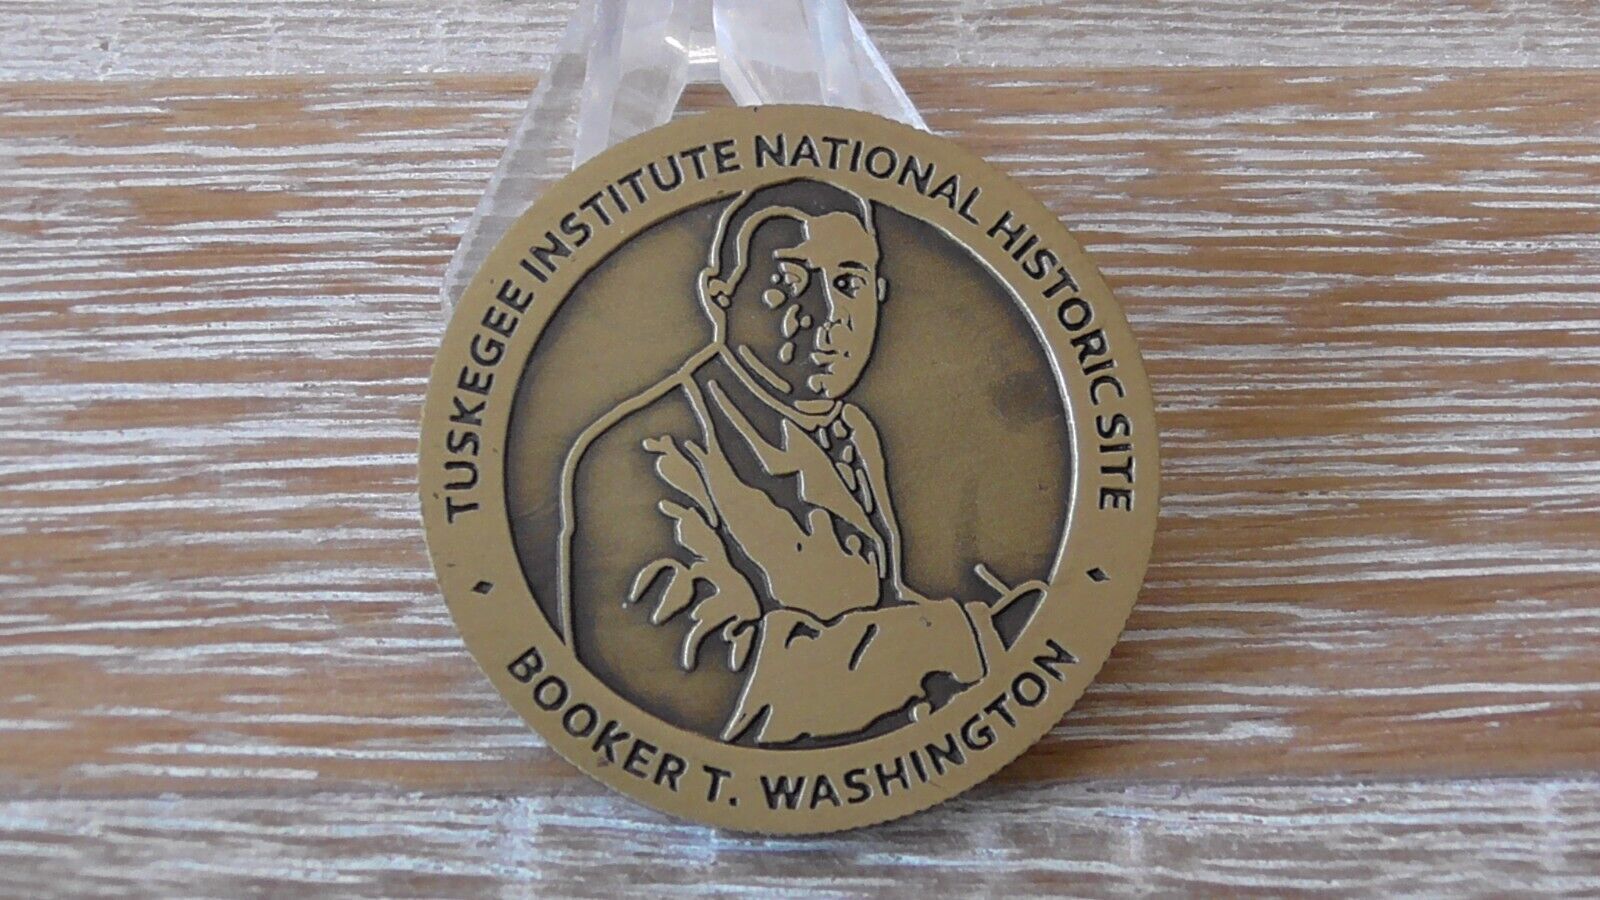 TUSKEGEE INSTITUTE NATIONAL HISTORIC SITE
BOOKER T. WASHINGTON